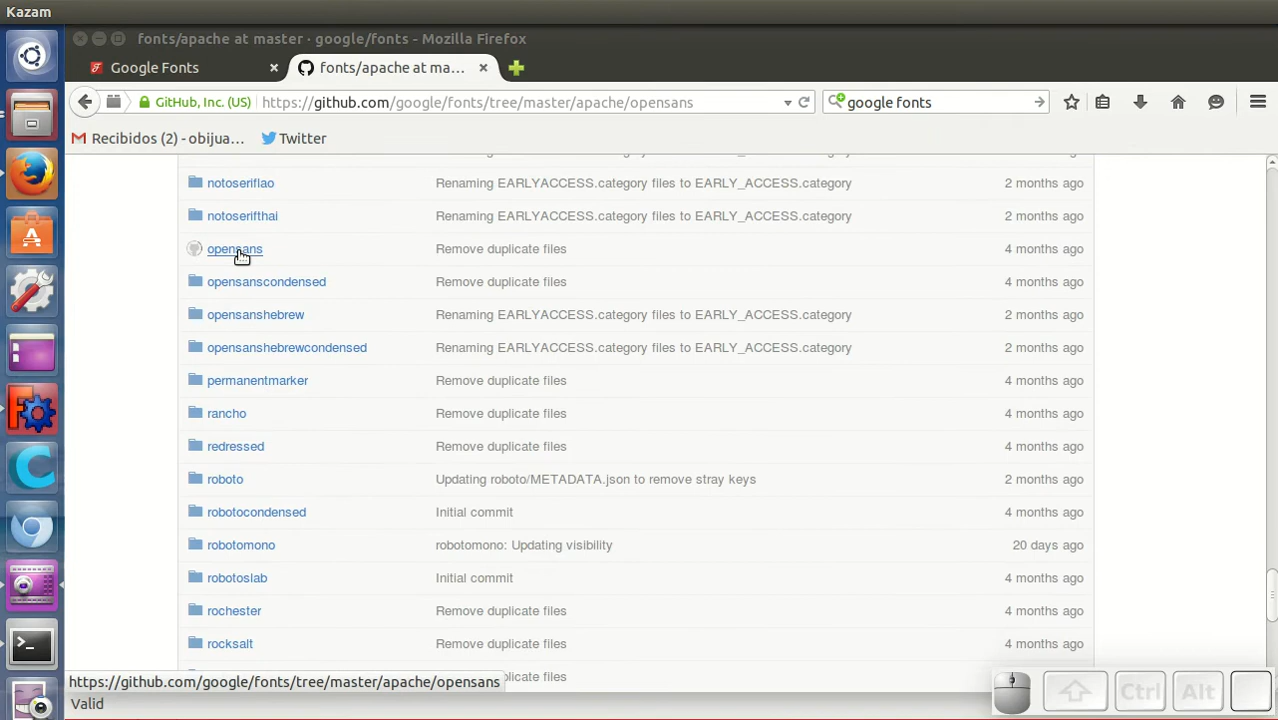 Kazam
fonts/apache at master · google/fonts - Mozilla Firefox
Google Fonts
fonts/apache at ma...
GitHub, Inc. (US)
https://github.com/google/fonts/tree/master/apache/opensans
google fonts
Recibidos (2) - obijua...
Twitter
notoseriflao Renaming EARLYACCESS.category files to EARLY_ACCESS.category 2 months ago
notoserifthai Renaming EARLYACCESS.category files to EARLY_ACCESS.category 2 months ago
opensans Remove duplicate files 4 months ago
opensanscondensed Remove duplicate files 4 months ago
opensanshebrew Renaming EARLYACCESS.category files to EARLY_ACCESS.category 2 months ago
opensanshebrewcondensed Renaming EARLYACCESS.category files to EARLY_ACCESS.category 2 months ago
permanentmarker Remove duplicate files 4 months ago
rancho Remove duplicate files 4 months ago
redressed Remove duplicate files 4 months ago
roboto Updating roboto/METADATA.json to remove stray keys 2 months ago
robotocondensed Initial commit 4 months ago
robotomono robotomono: Updating visibility 20 days ago
robotoslab Initial commit 4 months ago
rochester Remove duplicate files 4 months ago
rocksalt Remove duplicate files 4 months ago
plicate files 4 months ago
https://github.com/google/fonts/tree/master/apache/opensans
Valid
Ctrl
Alt